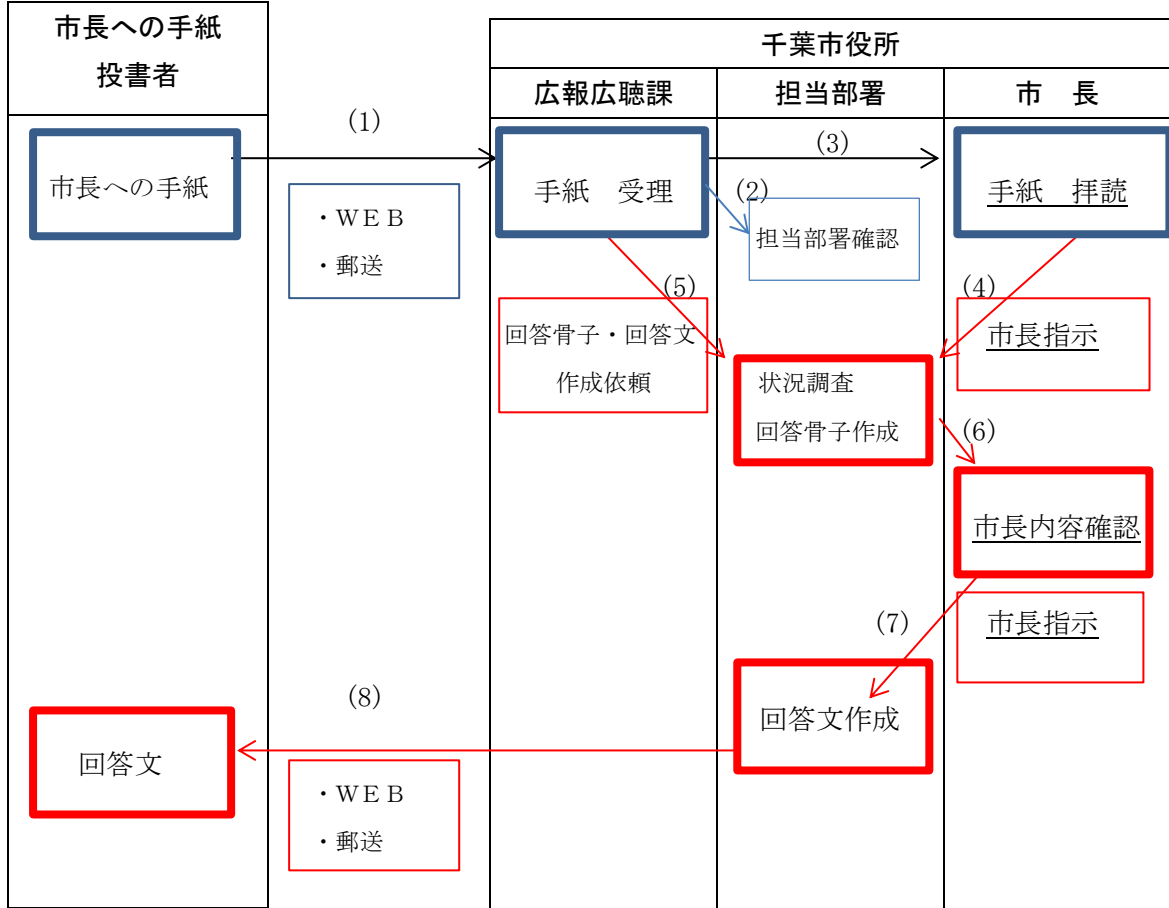 市長への手紙
投書者
千葉市役所
広報広聴課
担当部署
市　長
(1)
(3)
市長への手紙
手紙　受理
(2)
手紙　拝読
・ＷＥＢ
・郵送
担当部署確認
(5)
(4)
回答骨子・回答文
作成依頼
市長指示
状況調査
回答骨子作成
(6)
市長内容確認
(7)
市長指示
(8)
回答文作成
回答文
・ＷＥＢ
・郵送